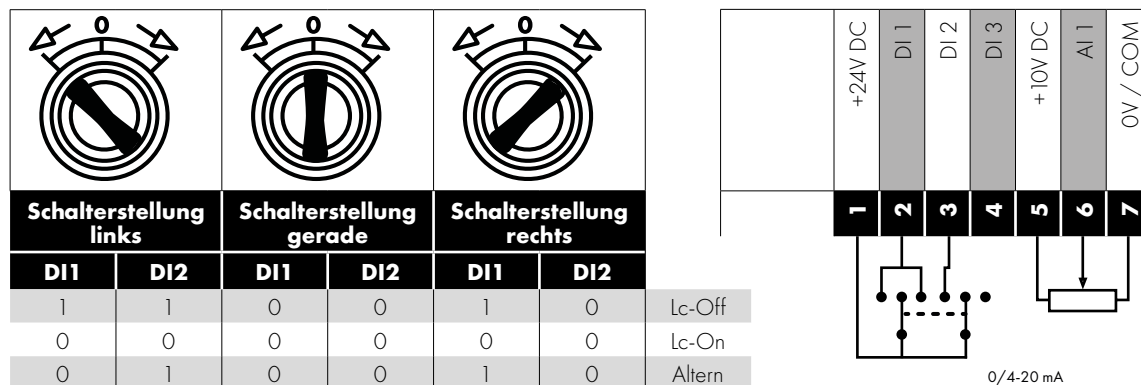 0 0 0
Schalterstellung links Schalterstellung gerade Schalterstellung rechts
DI1 DI2 DI1 DI2 DI1 DI2
1 1 0 0 1 0 Lc-Off
0 0 0 0 0 0 Lc-On
0 1 0 0 1 0 Altern
+24V DC DI 1 DI 2 DI 3 +10V DC AI 1 0V / COM
1 2 3 4 5 6 7
0/4-20 mA